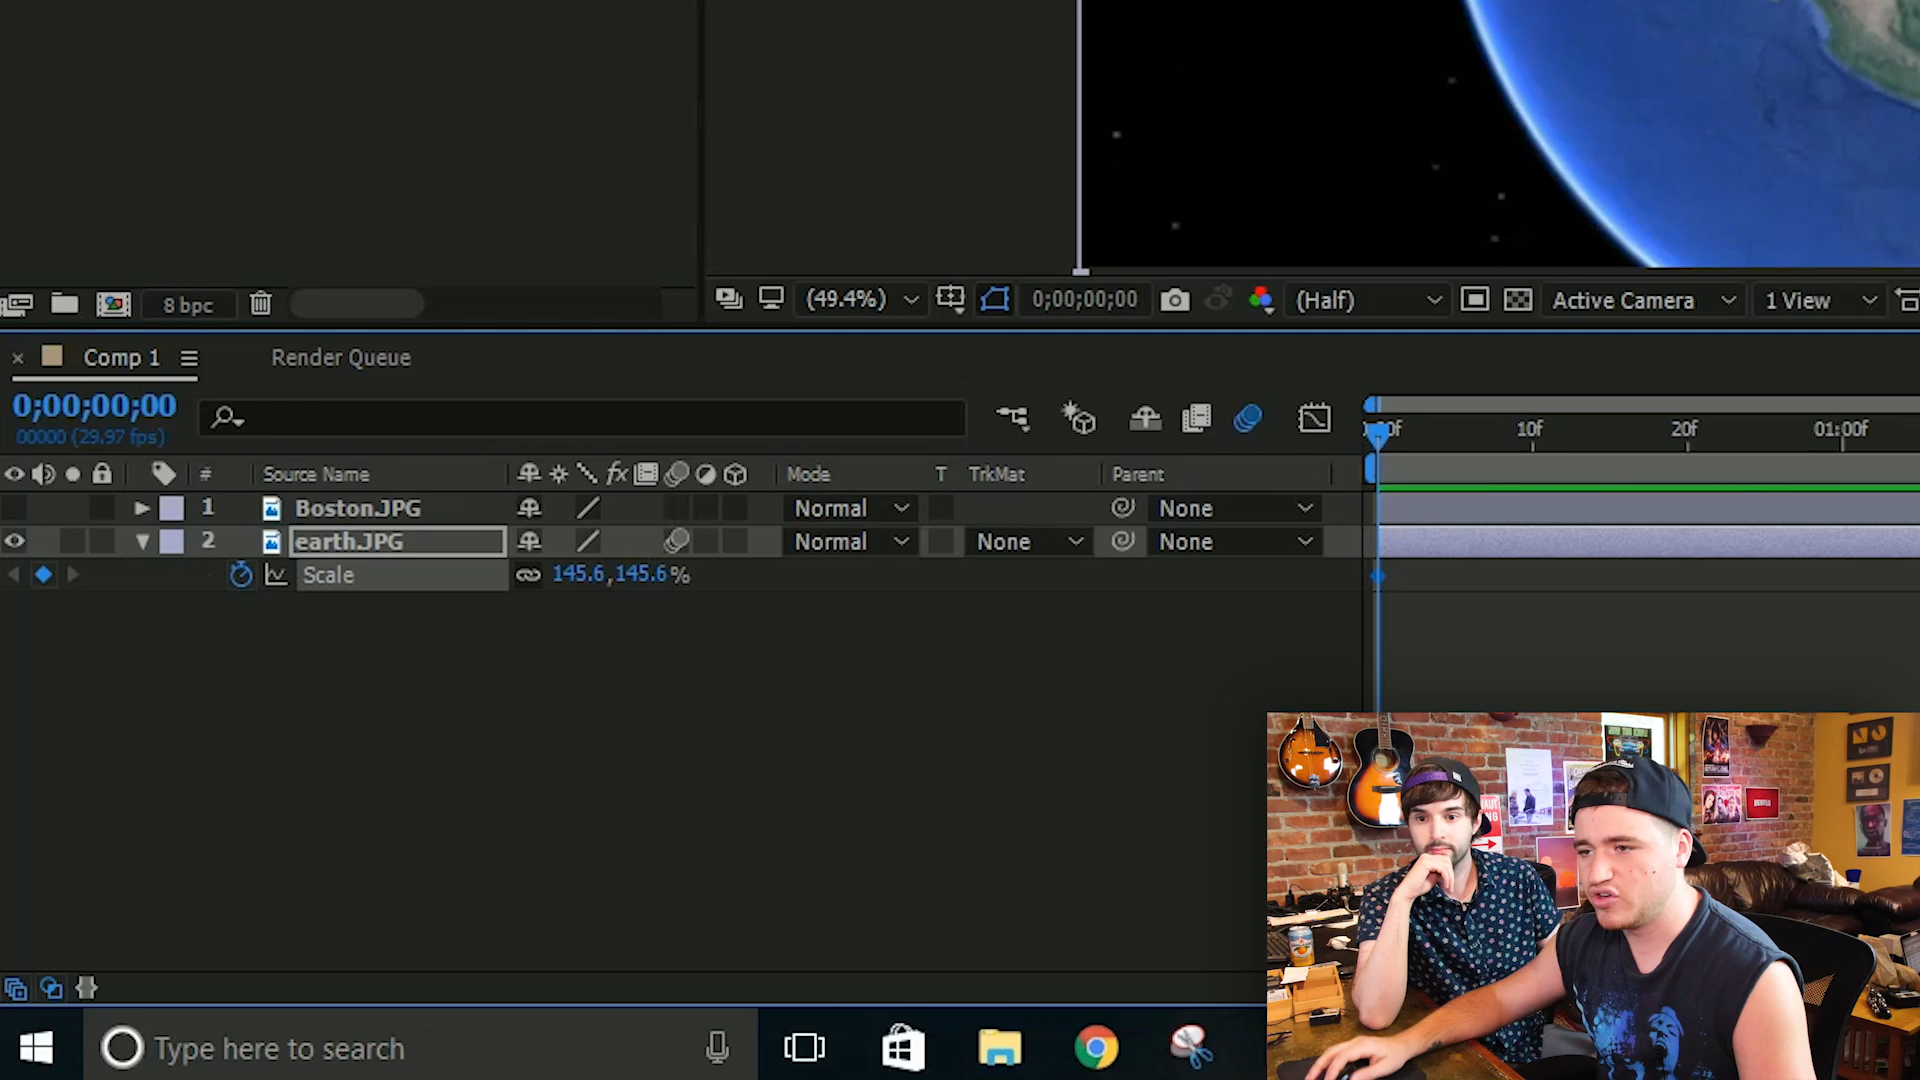 8 bpc
(49.4%)
0;00;00;00
(Half)
Active Camera
1 View
Comp 1
Render Queue
0;00;00;00
00000 (29.97 fps)
10f
20f
01:00f
#
Source Name
fx
Mode
T
TrkMat
Parent
1
Boston.JPG
Normal
None
2
earth.JPG
Normal
None
None
Scale
145.6,145.6%
Type here to search